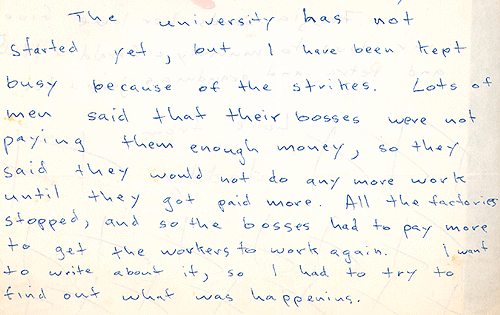 The university has not
started yet, but I have been kept
busy because of the strikes. Lots of
men said that their bosses were not
paying them enough money, so they
said they would not do any more work
until they got paid more. All the factories
stopped, and so the bosses had to pay more
to get the workers to work again. I want
to write about it, so I had to try to
find out what was happening.